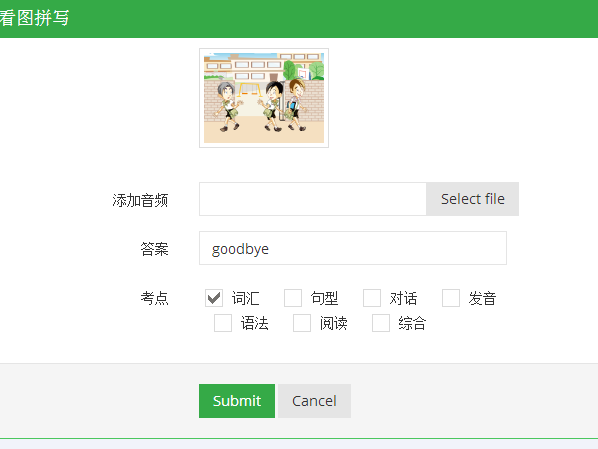 看图拼写
添加音频 Select file
答案 goodbye
考点 词汇 句型 对话 发音
语法 阅读 综合
Submit Cancel